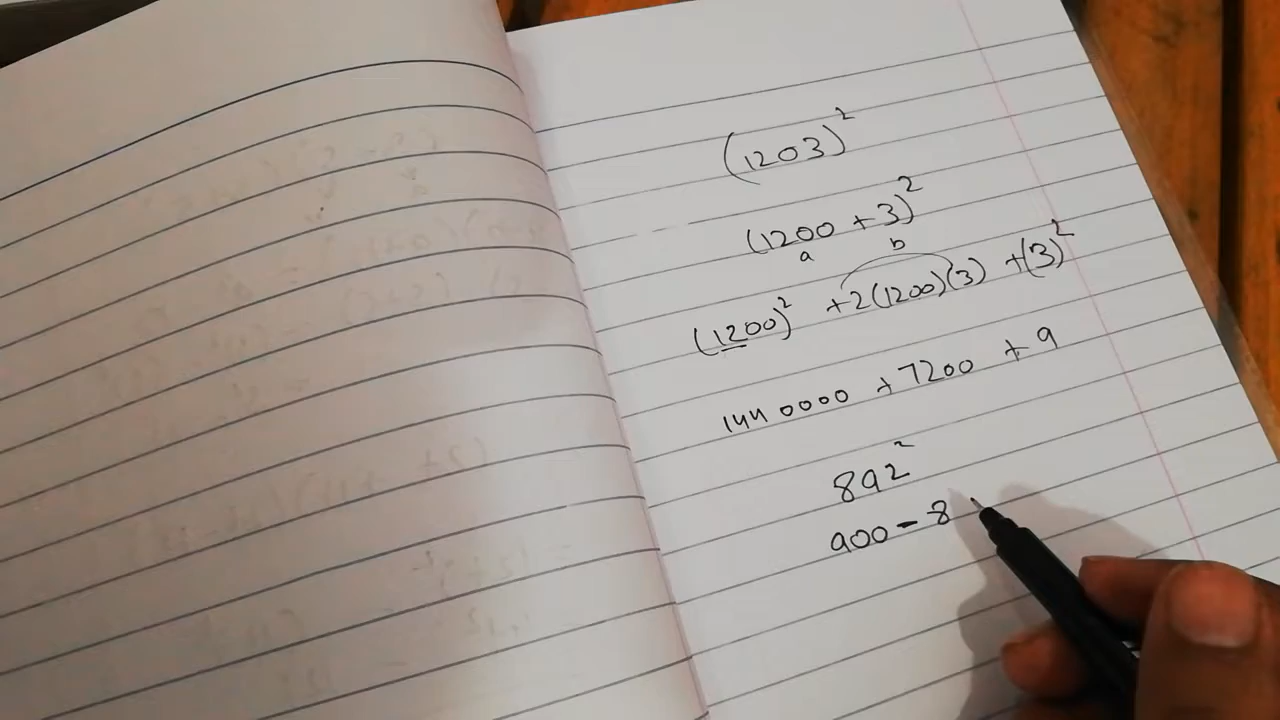 (1203)²
(1200 + 3)²
a b
(1200)² + 2(1200)(3) + (3)²
1440000 + 7200 + 9
892²
900 - 8